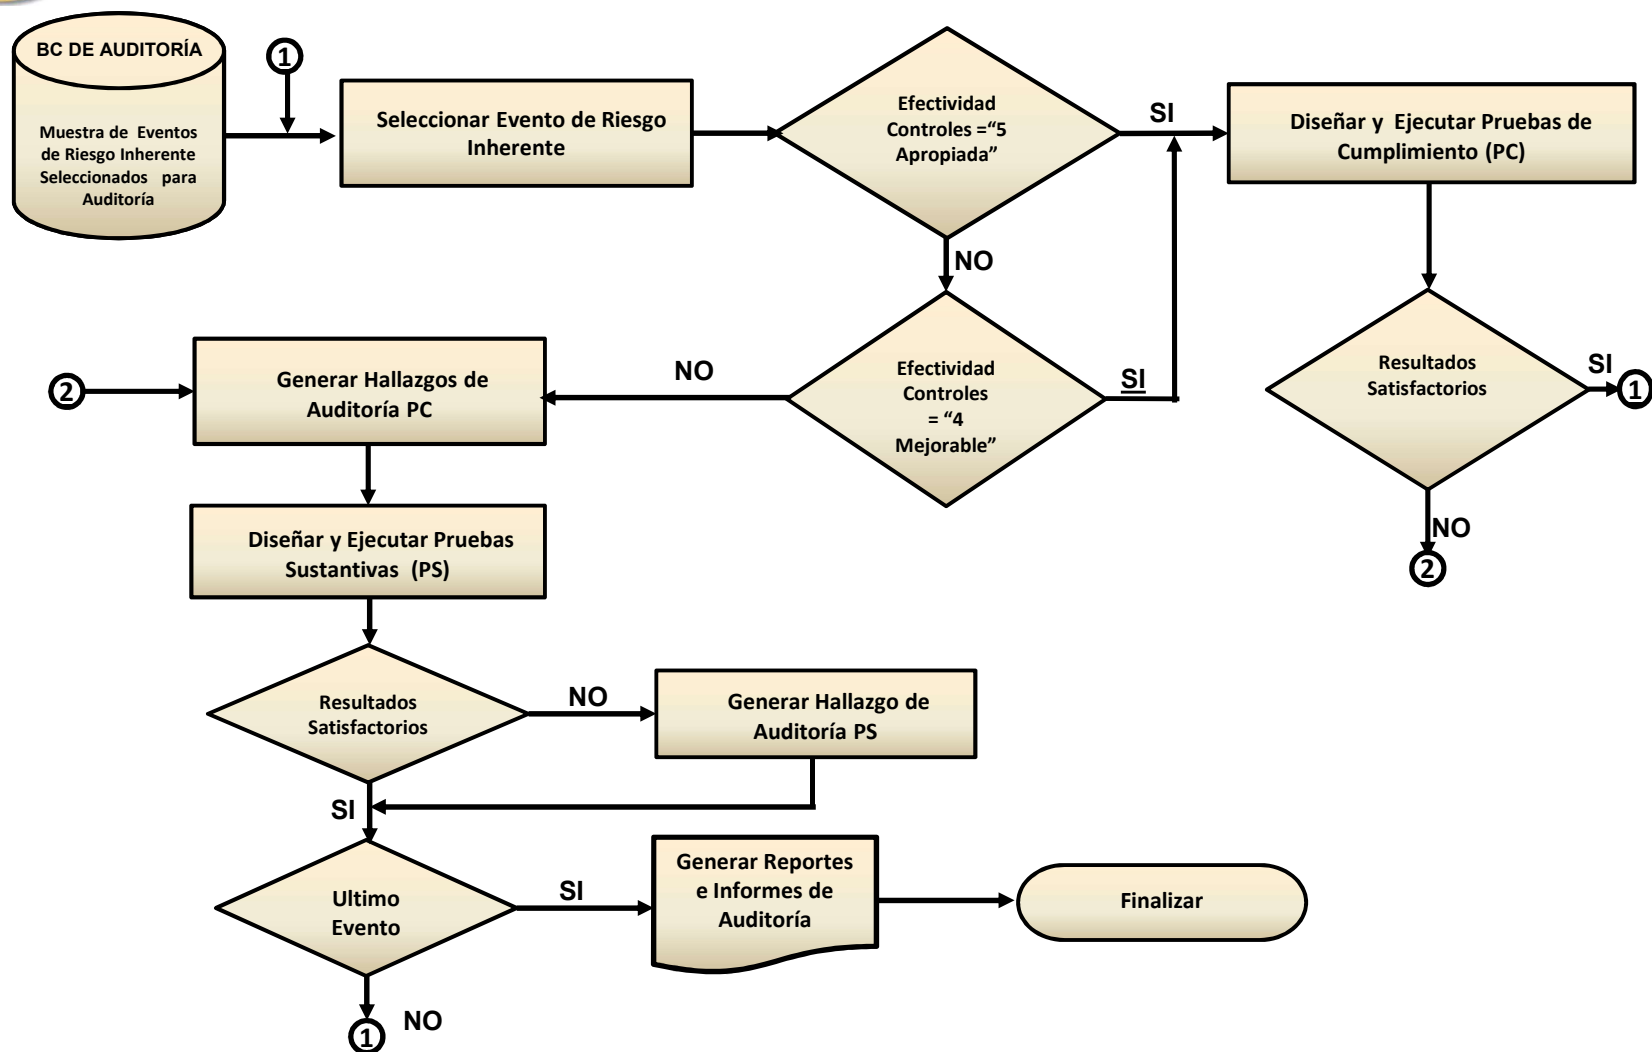 BC DE AUDITORÍA
Muestra de Eventos
de Riesgo Inherente
Seleccionados para
Auditoría
1
Seleccionar Evento de Riesgo
Inherente
Efectividad
Controles =“5
Apropiada”
SI
Diseñar y Ejecutar Pruebas de
Cumplimiento (PC)
NO
2
Generar Hallazgos de
Auditoría PC
NO
Efectividad
Controles
= “4
Mejorable”
SI
Resultados
Satisfactorios
SI
1
NO
2
Diseñar y Ejecutar Pruebas
Sustantivas (PS)
Resultados
Satisfactorios
NO
Generar Hallazgo de
Auditoría PS
SI
Ultimo
Evento
SI
Generar Reportes
e Informes de
Auditoría
Finalizar
NO
1